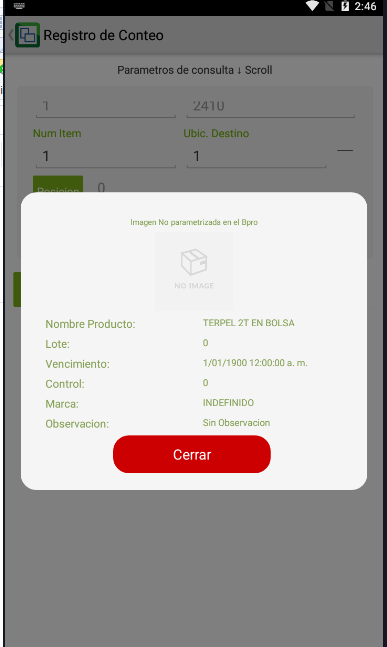 2:46
Registro de Conteo
Parametros de consulta ↓ Scroll
1 2410
Num Item Ubic. Destino
1 1
Posicion 0
Imagen No parametrizada en el Bpro
NO IMAGE
Nombre Producto: TERPEL 2T EN BOLSA
Lote: 0
Vencimiento: 1/01/1900 12:00:00 a. m.
Control: 0
Marca: INDEFINIDO
Observacion: Sin Observacion
Cerrar